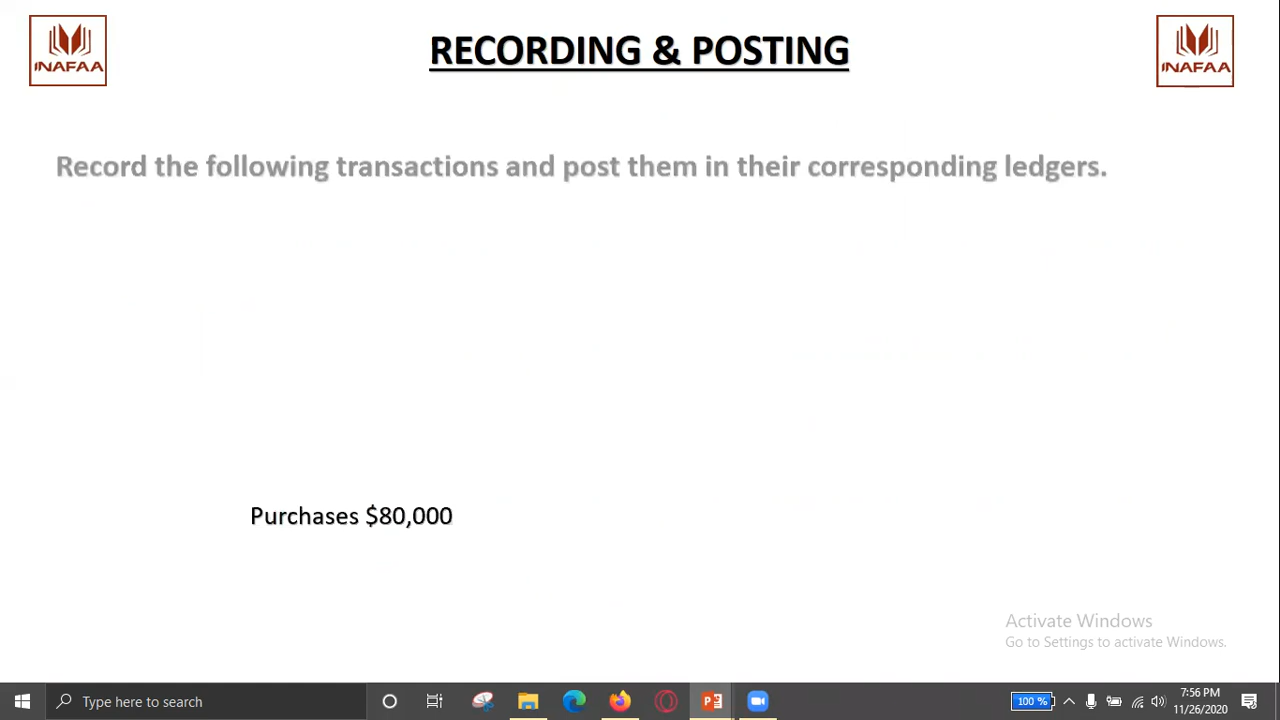 RECORDING & POSTING
INAFAA
INAFAA
Record the following transactions and post them in their corresponding ledgers.
Purchases $80,000
Activate Windows
Go to Settings to activate Windows.
Type here to search
100 %
7:56 PM
11/26/2020